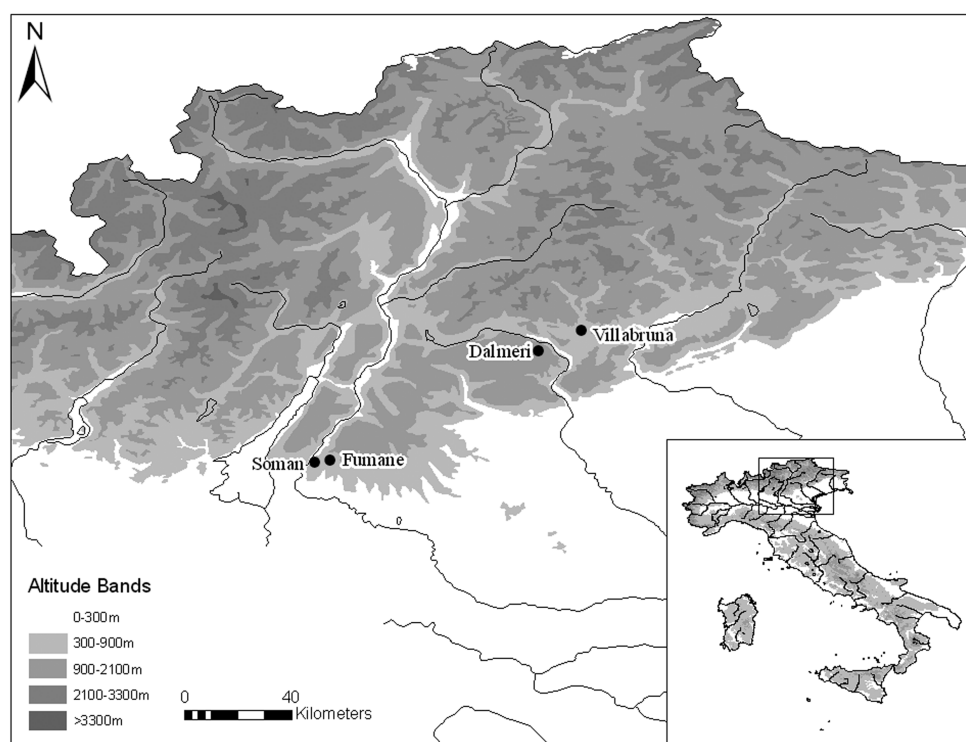 N
Villabruna
Dalmeri
Soman
Fumane
Altitude Bands
0-300m
300-900m
900-2100m
2100-3300m
>3300m
0 40
Kilometers